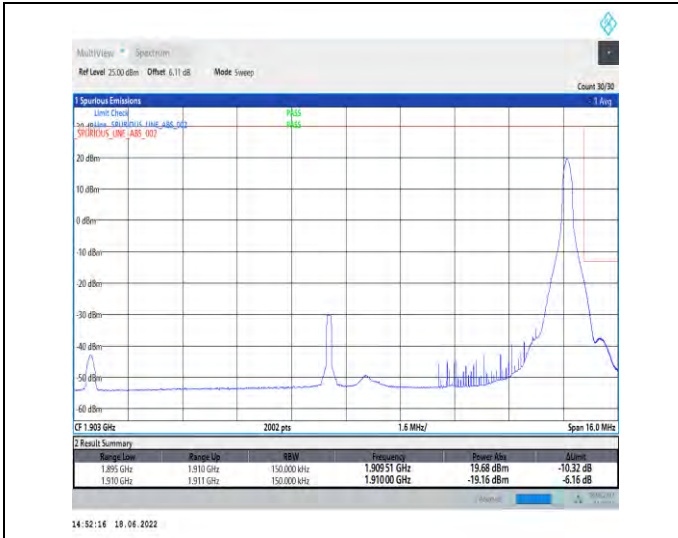 MultiView Spectrum
Ref Level 25.00 dBm Offset 6.11 dB Mode Sweep
Count 30/30
1 Spurious Emissions 1 Avg
Limit Check PASS
Line _SPURIOUS_LINE_ABS_002 PASS
_SPURIOUS_LINE_ABS_002
20 dBm
10 dBm
0 dBm
-10 dBm
-20 dBm
-30 dBm
-40 dBm
-50 dBm
-60 dBm
CF 1.903 GHz 2002 pts 1.6 MHz/ Span 16.0 MHz
2 Result Summary
Range Low Range Up RBW Frequency Power Abs ΔLimit
1.895 GHz 1.910 GHz 150.000 kHz 1.90951 GHz 19.68 dBm -10.32 dB
1.910 GHz 1.911 GHz 150.000 kHz 1.91000 GHz -19.16 dBm -6.16 dB
14:52:16 18.06.2022